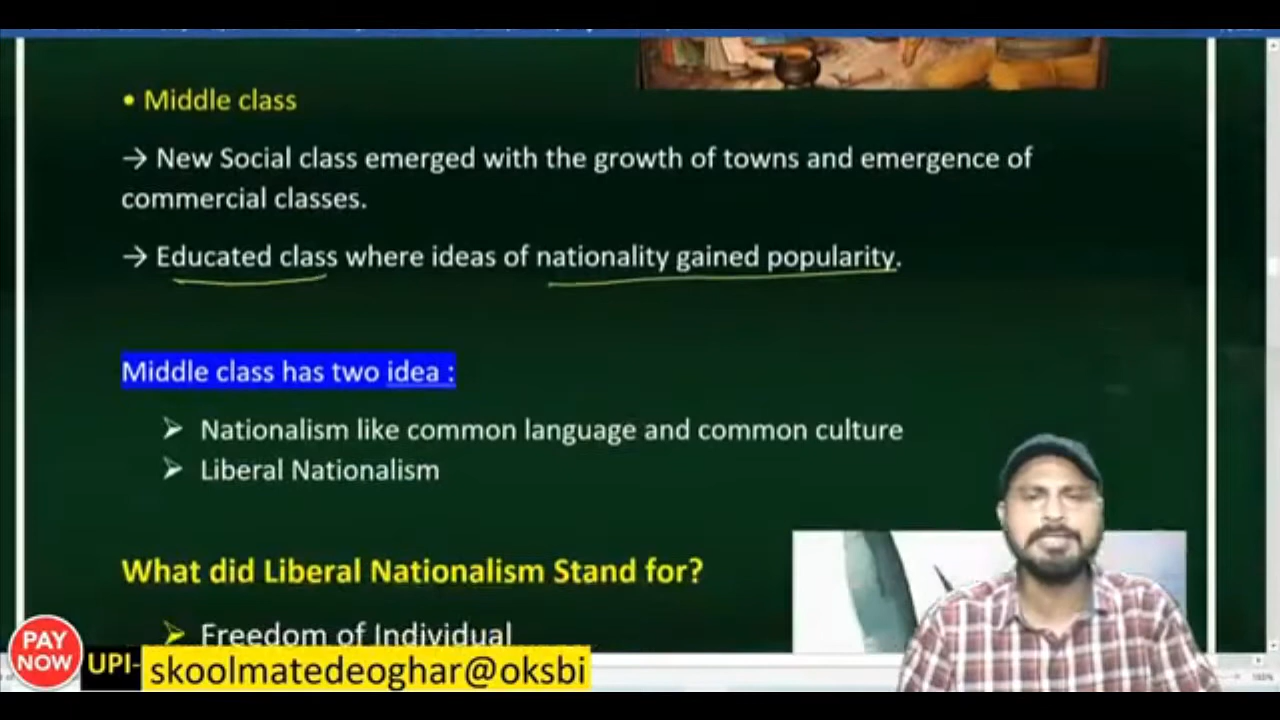 • Middle class
→ New Social class emerged with the growth of towns and emergence of
commercial classes.
→ Educated class where ideas of nationality gained popularity.
Middle class has two idea :
➢ Nationalism like common language and common culture
➢ Liberal Nationalism
What did Liberal Nationalism Stand for?
➢ Freedom of Individual
PAY
NOW
UPI- skoolmatedeoghar@oksbi